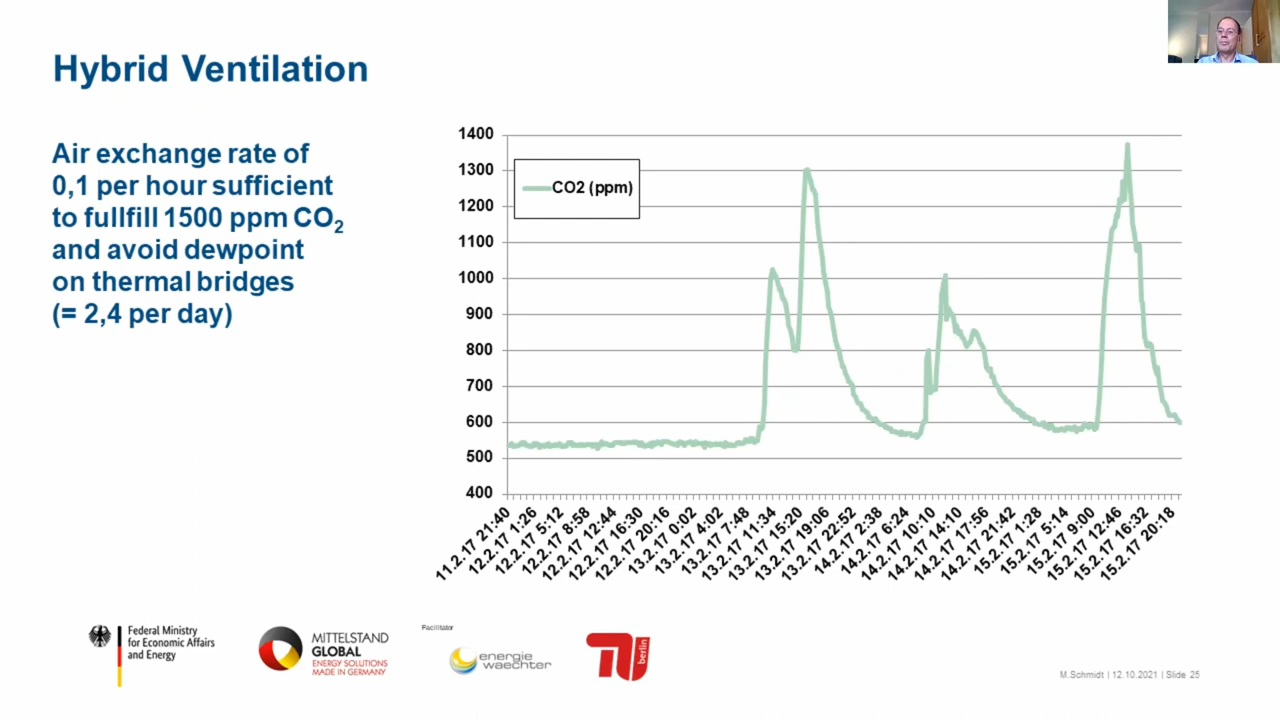 Hybrid Ventilation
Air exchange rate of
0,1 per hour sufficient
to fullfill 1500 ppm CO2
and avoid dewpoint
on thermal bridges
(= 2,4 per day)
1400
1300
1200
1100
1000
900
800
700
600
500
400
CO2 (ppm)
11.2.17 21:40
12.2.17 1:26
12.2.17 5:12
12.2.17 8:58
12.2.17 12:44
12.2.17 16:30
12.2.17 20:16
13.2.17 0:02
13.2.17 4:02
13.2.17 7:48
13.2.17 11:34
13.2.17 15:20
13.2.17 19:06
13.2.17 22:52
14.2.17 2:38
14.2.17 6:24
14.2.17 10:10
14.2.17 14:10
14.2.17 17:56
14.2.17 21:42
15.2.17 1:28
15.2.17 5:14
15.2.17 9:00
15.2.17 12:46
15.2.17 16:32
15.2.17 20:18
Federal Ministry
for Economic Affairs
and Energy
MITTELSTAND
GLOBAL
ENERGY SOLUTIONS
MADE IN GERMANY
Facilitator
energie
waechter
berlin
M.Schmidt | 12.10.2021 | Slide 25